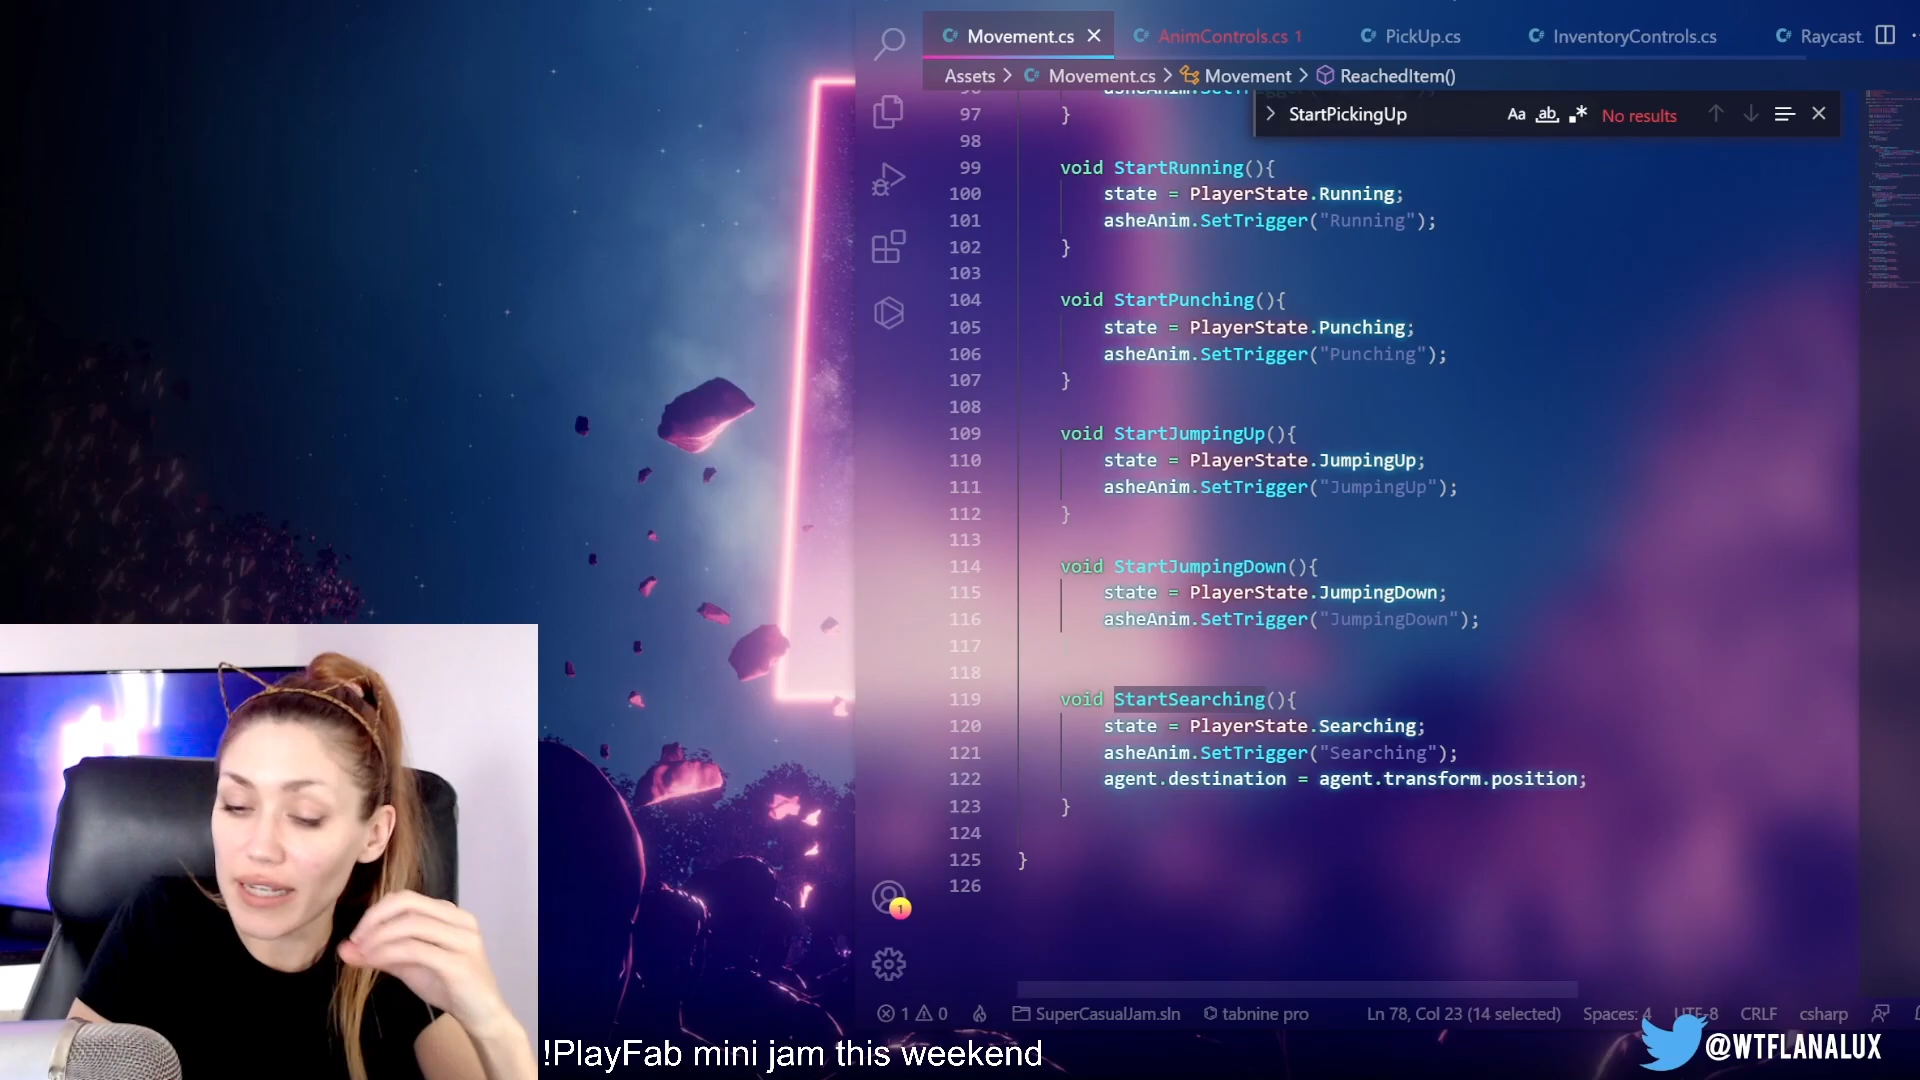 Movement.cs
AnimControls.cs 1
PickUp.cs
InventoryControls.cs
Raycast.
Assets > Movement.cs > Movement > ReachedItem()
StartPickingUp
Aa ab .* No results
97 }
98
99 void StartRunning(){
100 state = PlayerState.Running;
101 asheAnim.SetTrigger("Running");
102 }
103
104 void StartPunching(){
105 state = PlayerState.Punching;
106 asheAnim.SetTrigger("Punching");
107 }
108
109 void StartJumpingUp(){
110 state = PlayerState.JumpingUp;
111 asheAnim.SetTrigger("JumpingUp");
112 }
113
114 void StartJumpingDown(){
115 state = PlayerState.JumpingDown;
116 asheAnim.SetTrigger("JumpingDown");
117
118
119 void StartSearching(){
120 state = PlayerState.Searching;
121 asheAnim.SetTrigger("Searching");
122 agent.destination = agent.transform.position;
123 }
124
125 }
126
1
1 0 SuperCasualJam.sln tabnine pro Ln 78, Col 23 (14 selected) Spaces: 4 UTF-8 CRLF csharp
!PlayFab mini jam this weekend
@WTFLANALUX